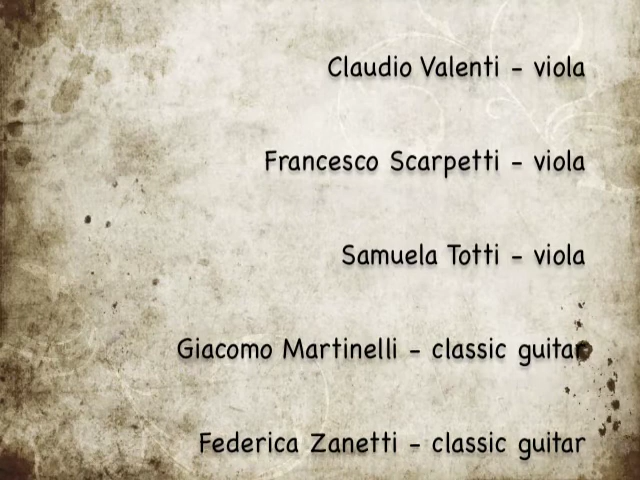 Claudio Valenti - viola
Francesco Scarpetti - viola
Samuela Totti - viola
Giacomo Martinelli - classic guitar
Federica Zanetti - classic guitar